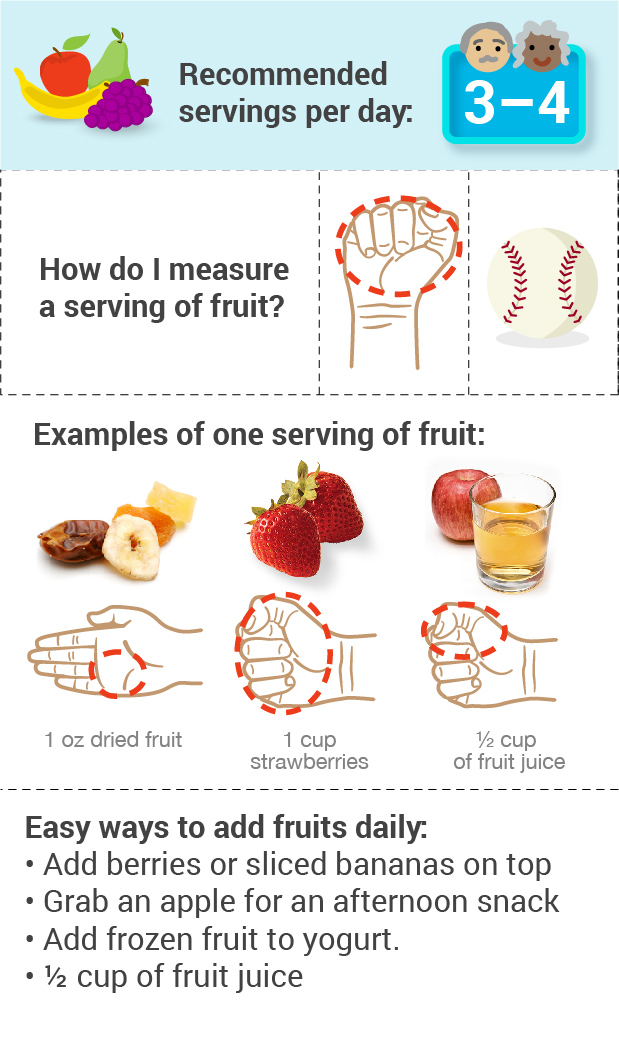 Recommended
servings per day:
3–4
How do I measure
a serving of fruit?
Examples of one serving of fruit:
1 oz dried fruit
1 cup
strawberries
½ cup
of fruit juice
Easy ways to add fruits daily:
• Add berries or sliced bananas on top
• Grab an apple for an afternoon snack
• Add frozen fruit to yogurt.
• ½ cup of fruit juice